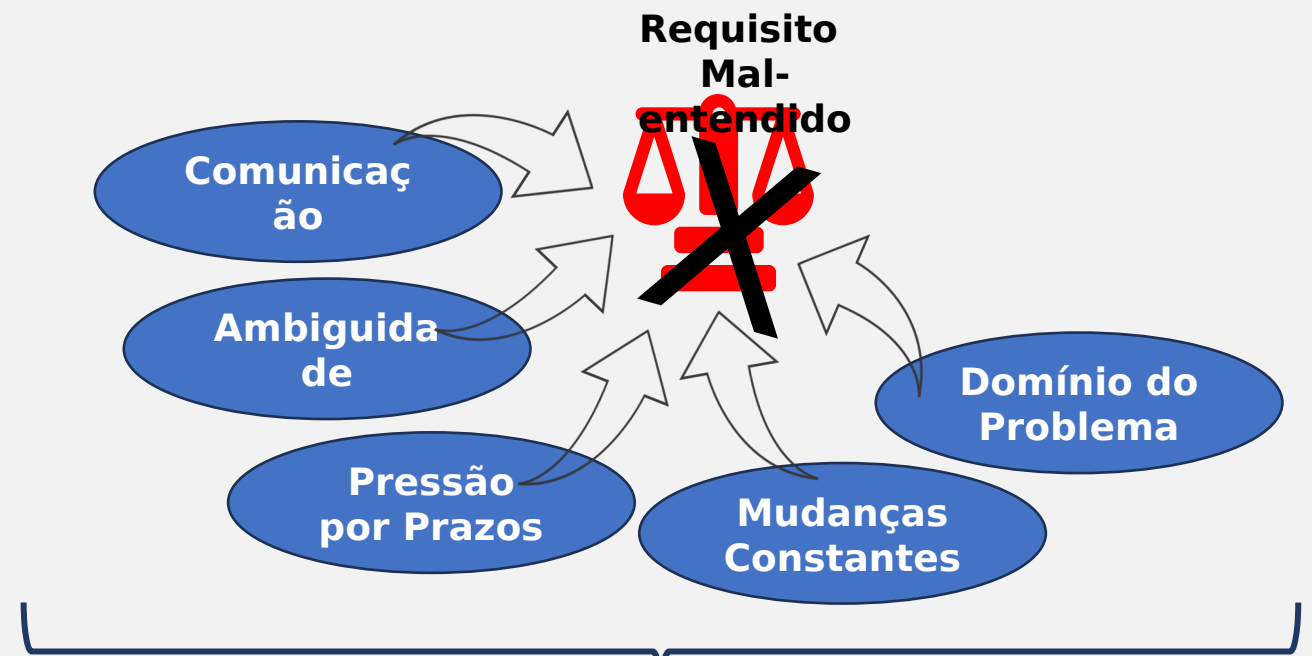 Requisito
Mal-
entendido
Comunicaç
ão
Ambiguida
de
Pressão
por Prazos
Mudanças
Constantes
Domínio do
Problema